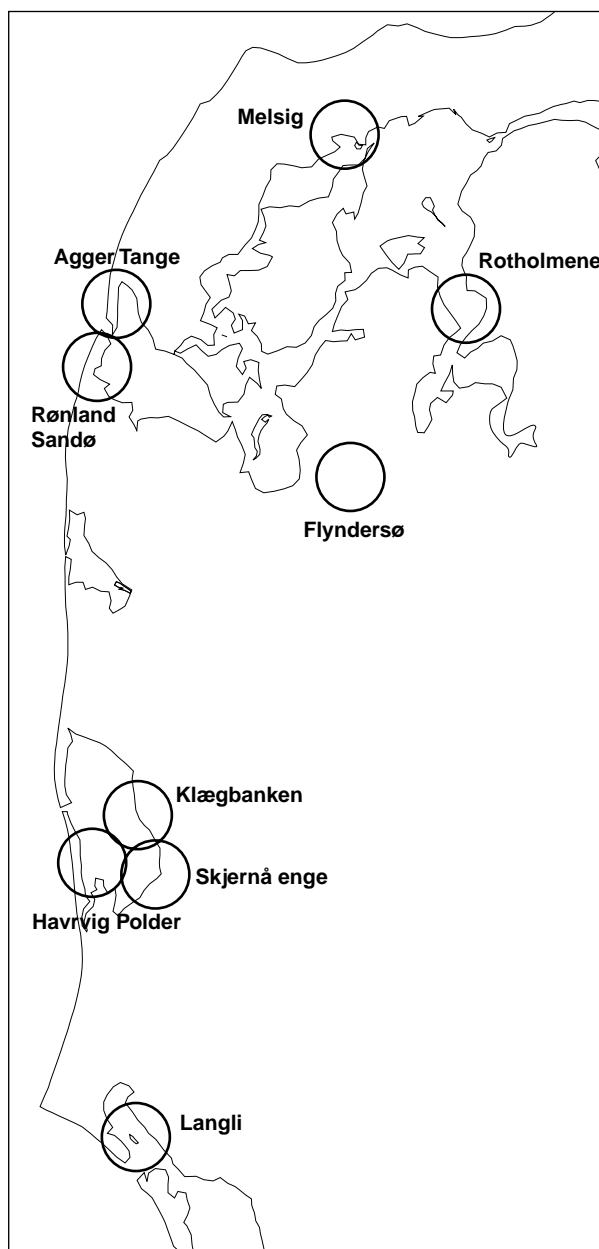 Melsig
Agger Tange
Rotholmene
Rønland
Sandø
Flyndersø
Klægbanken
Skjernå enge
Havrvig Polder
Langli